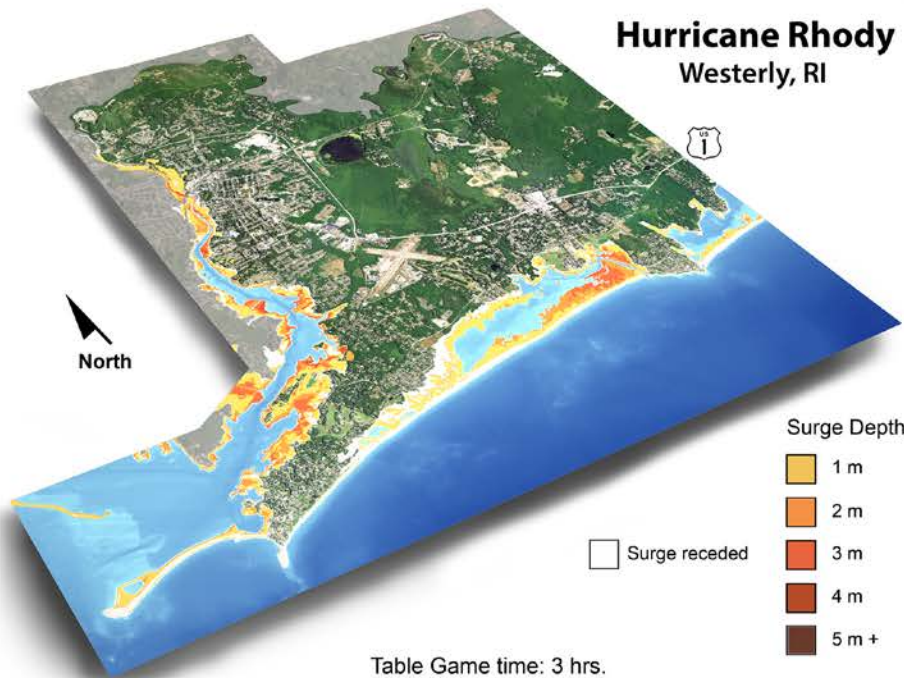 Hurricane Rhody
Westerly, RI
US
1
North
Surge Depth
1 m
2 m
3 m
4 m
5 m +
Surge receded
Table Game time: 3 hrs.